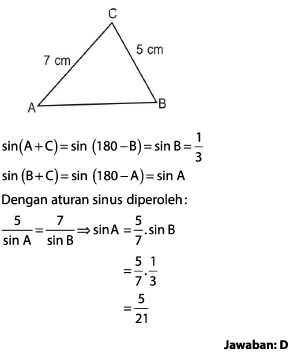 C
7 cm
5 cm
A
B
sin(A+C)=sin (180−B)=sin B=1/3
sin (B+C)=sin (180−A)=sin A
Dengan aturan sinus diperoleh:
5/sin A=7/sin B⇒sin A=5/7.sin B
=5/7.1/3
=5/21
Jawaban: D